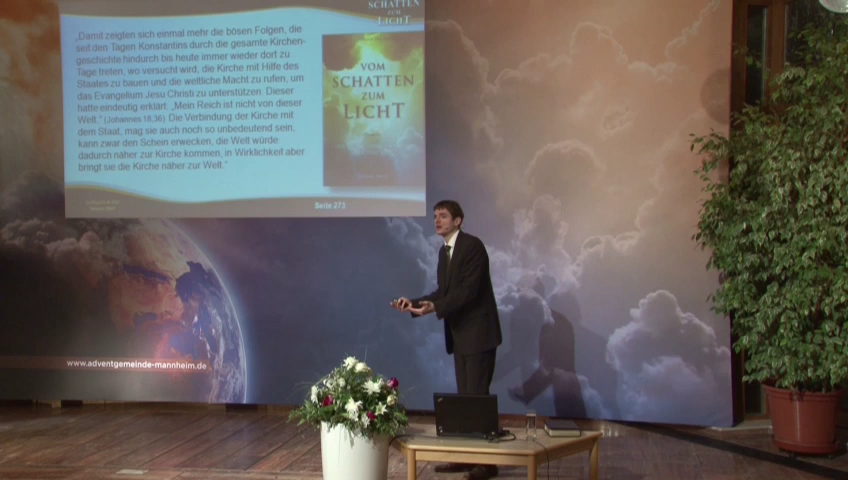 SCHATTEN
ZUM
LICHT
„Damit zeigten sich einmal mehr die bösen Folgen, die
seit den Tagen Konstantins durch die gesamte Kirchen-
geschichte hindurch bis heute immer wieder dort zu
Tage treten, wo versucht wird, die Kirche mit Hilfe des
Staates zu bauen und die weltliche Macht zu rufen, um
das Evangelium Jesu Christi zu unterstützen. Dieser
hatte eindeutig erklärt: „Mein Reich ist nicht von dieser
Welt.“ (Johannes 18,36) Die Verbindung der Kirche mit
dem Staat, mag sie auch noch so unbedeutend sein,
kann zwar den Schein erwecken, die Welt würde
dadurch näher zur Kirche kommen, in Wirklichkeit aber
bringt sie die Kirche näher zur Welt.“
VOM
SCHATTEN
ZUM
LICHT
Seite 273
www.adventgemeinde-mannheim.de